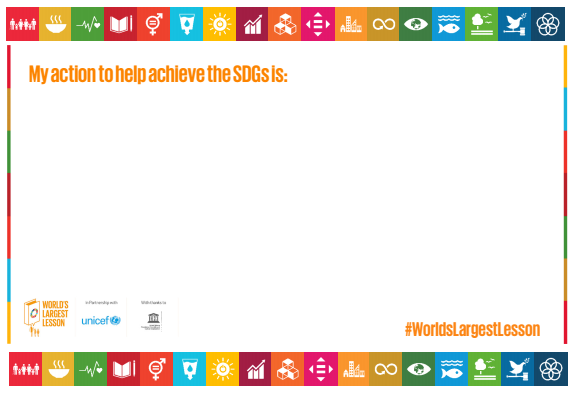 My action to help achieve the SDGs is:
WORLD'S
LARGEST
LESSON
In Partnership with
unicef
With thanks to
#WorldsLargestLesson